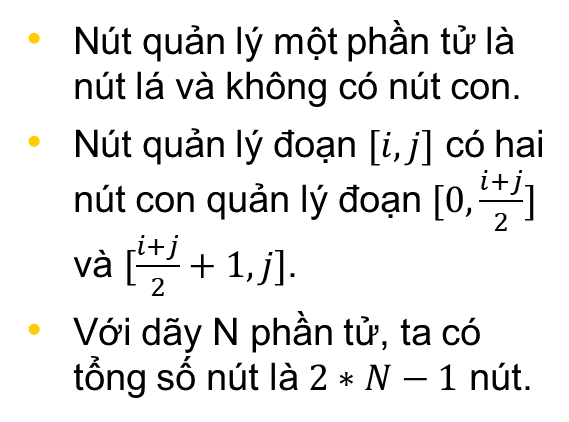 • Nút quản lý một phần tử là
nút lá và không có nút con.
• Nút quản lý đoạn [i, j] có hai
nút con quản lý đoạn [0, \frac{i+j}{2}]
và [\frac{i+j}{2} + 1, j].
• Với dãy N phần tử, ta có
tổng số nút là 2 ∗ N − 1 nút.